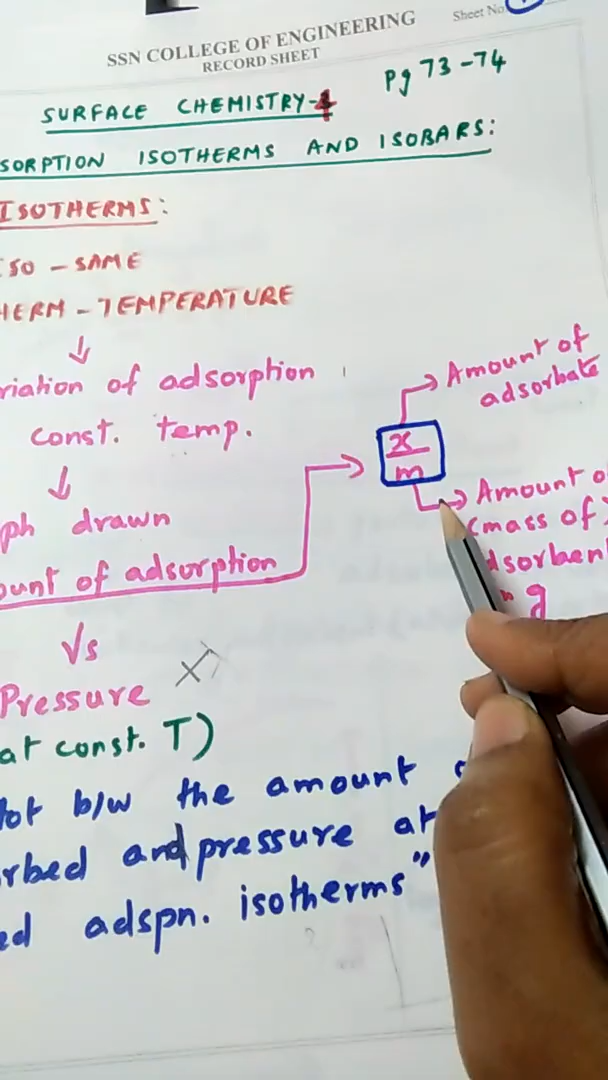 Sheet No
SSN COLLEGE OF ENGINEERING
RECORD SHEET
SURFACE CHEMISTRY-
Pg 73-74
SORPTION ISOTHERMS AND ISOBARS:
ISOTHERMS:
ISO - SAME
HERM - TEMPERATURE
↓
riation of adsorption
const. temp.
↓
ph drawn
ount of adsorption
x/m
Amount of
adsorbate
Amount o
(mass of
dsorbent
g
Vs
Pressure
at const. T)
lot b/w the amount
rbed and pressure at
ed adspn. isotherms"